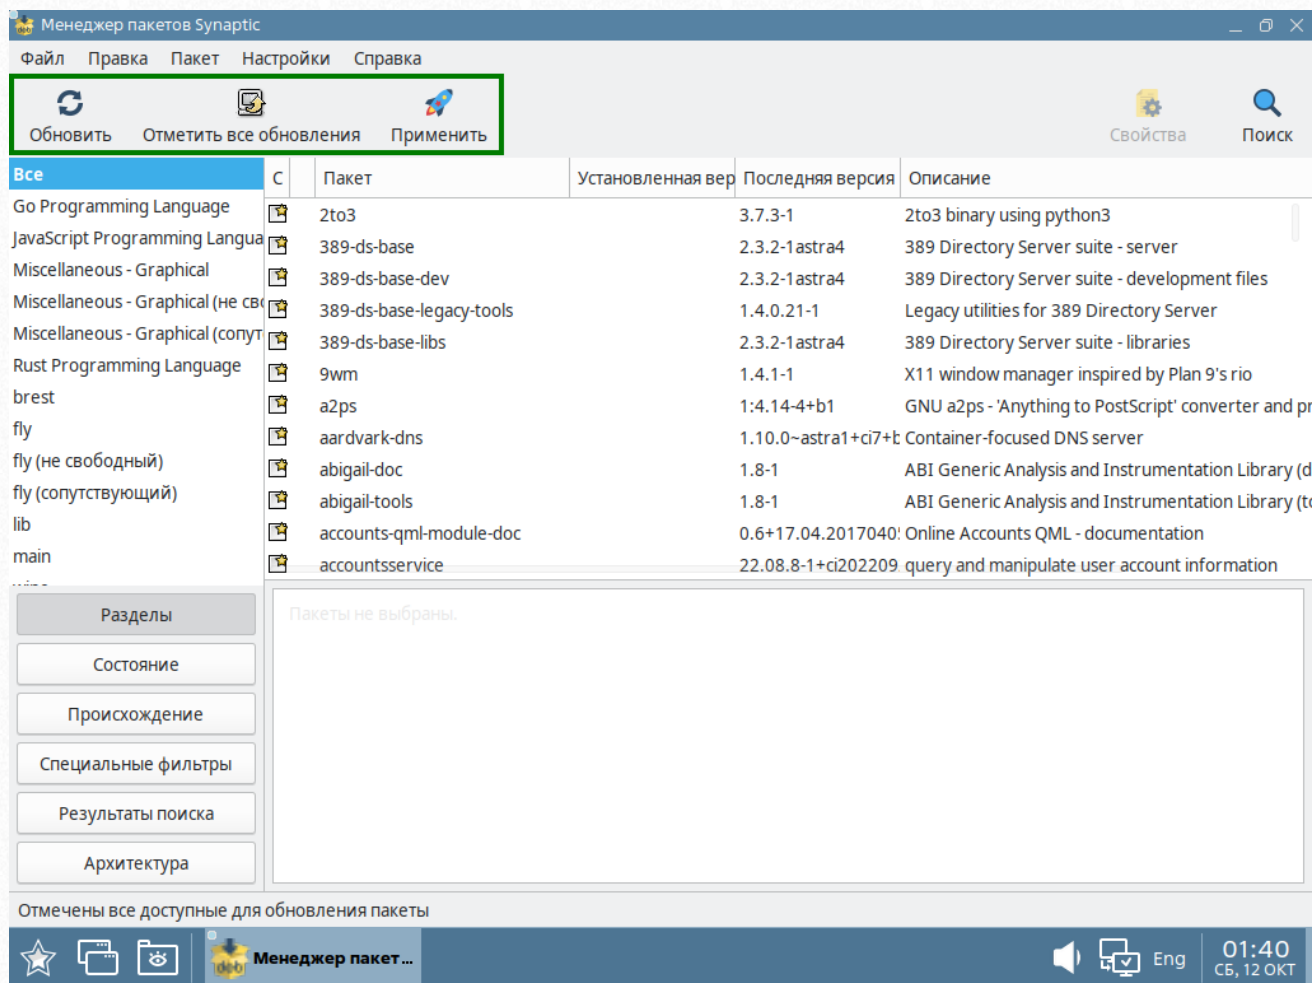 Менеджер пакетов Synaptic
Файл Правка Пакет Настройки Справка
Обновить Отметить все обновления Применить Свойства Поиск
Все
Go Programming Language
JavaScript Programming Langua
Miscellaneous - Graphical
Miscellaneous - Graphical (не сво
Miscellaneous - Graphical (сопут
Rust Programming Language
brest
fly
fly (не свободный)
fly (сопутствующий)
lib
main
С Пакет Установленная вер Последняя версия Описание
2to3 3.7.3-1 2to3 binary using python3
389-ds-base 2.3.2-1astra4 389 Directory Server suite - server
389-ds-base-dev 2.3.2-1astra4 389 Directory Server suite - development files
389-ds-base-legacy-tools 1.4.0.21-1 Legacy utilities for 389 Directory Server
389-ds-base-libs 2.3.2-1astra4 389 Directory Server suite - libraries
9wm 1.4.1-1 X11 window manager inspired by Plan 9's rio
a2ps 1:4.14-4+b1 GNU a2ps - 'Anything to PostScript' converter and pr
aardvark-dns 1.10.0~astra1+ci7+b Container-focused DNS server
abigail-doc 1.8-1 ABI Generic Analysis and Instrumentation Library (d
abigail-tools 1.8-1 ABI Generic Analysis and Instrumentation Library (to
accounts-qml-module-doc 0.6+17.04.2017040 Online Accounts QML - documentation
accountsservice 22.08.8-1+ci202209 query and manipulate user account information
Разделы
Состояние
Происхождение
Специальные фильтры
Результаты поиска
Архитектура
Пакеты не выбраны.
Отмечены все доступные для обновления пакеты
Менеджер пакет...
Eng
01:40
СБ, 12 ОКТ